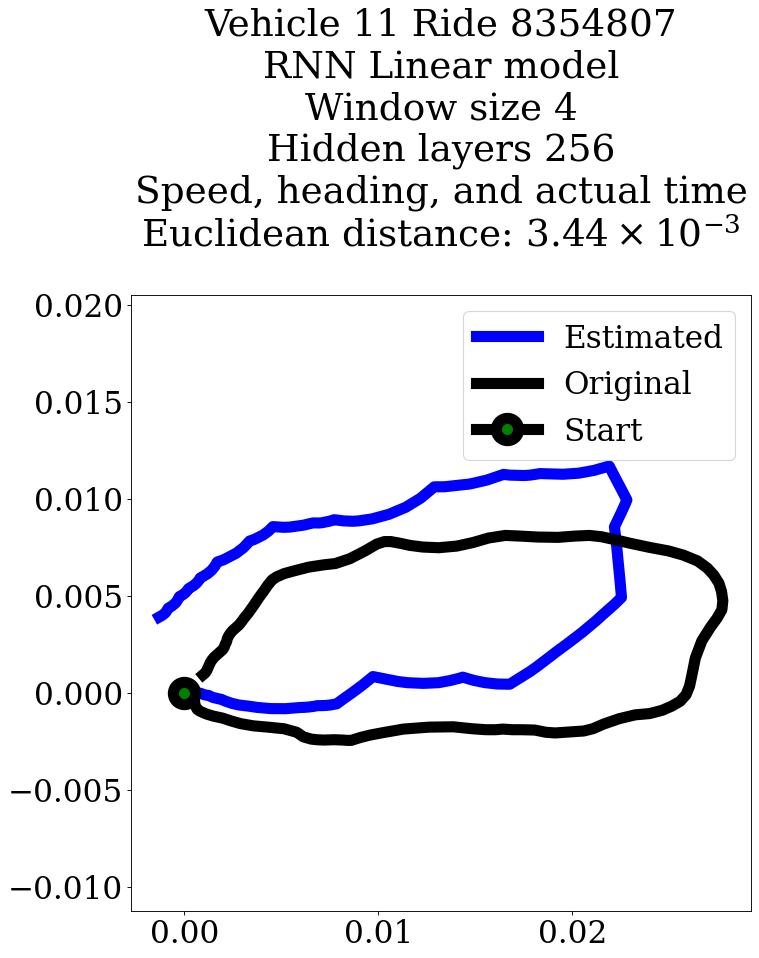 Vehicle 11 Ride 8354807
RNN Linear model
Window size 4
Hidden layers 256
Speed, heading, and actual time
Euclidean distance: 3.44 × 10⁻³
0.020
Estimated
0.015
Original
Start
0.010
0.005
0.000
−0.005
−0.010
0.00 0.01 0.02